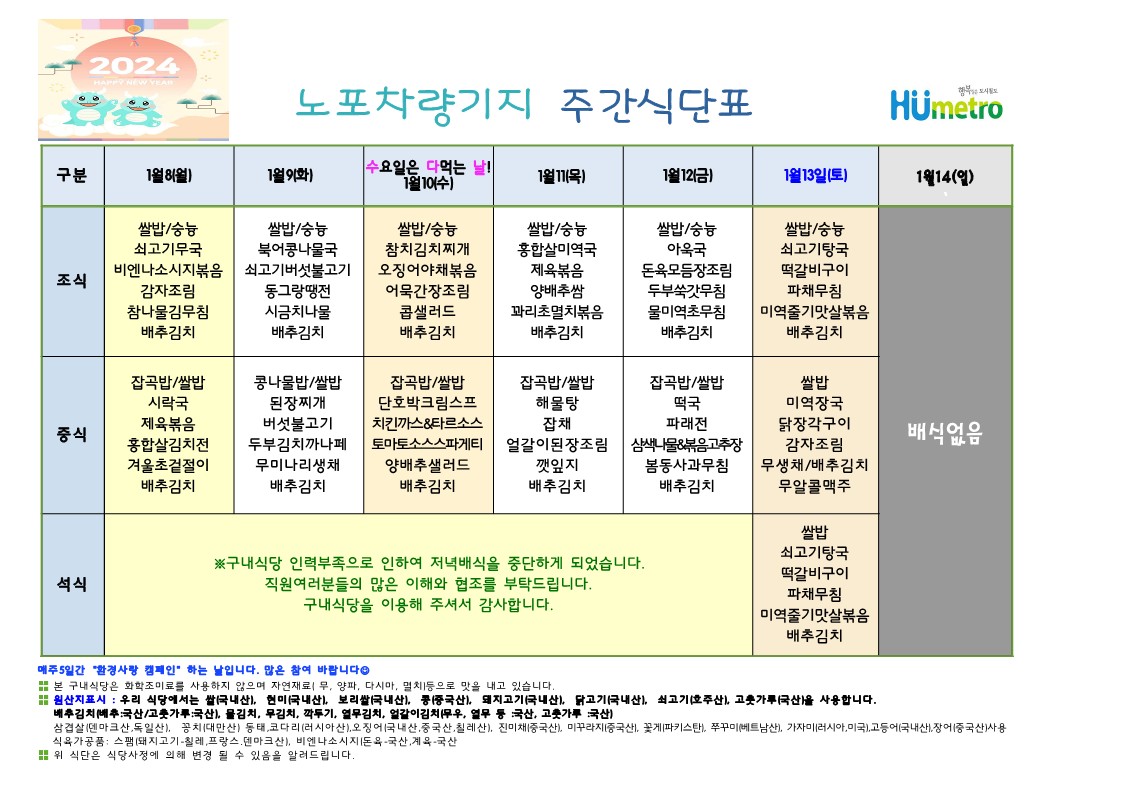 2024
HAPPY NEW YEAR
노포차량기지 주간식단표
행복을 주는 도시철도
Humetro
구분
1월8(월)
1월9(화)
수요일은 다먹는 날!
1월10(수)
1월11(목)
1월12(금)
1월13일(토)
1월14(일)
조식
쌀밥/숭늉
쇠고기무국
비엔나소시지볶음
감자조림
참나물김무침
배추김치
쌀밥/숭늉
북어콩나물국
쇠고기버섯불고기
동그랑땡전
시금치나물
배추김치
쌀밥/숭늉
참치김치찌개
오징어야채볶음
어묵간장조림
콥샐러드
배추김치
쌀밥/숭늉
홍합살미역국
제육볶음
양배추쌈
꽈리초멸치볶음
배추김치
쌀밥/숭늉
아욱국
돈육모듬장조림
두부쑥갓무침
물미역초무침
배추김치
쌀밥/숭늉
쇠고기탕국
떡갈비구이
파채무침
미역줄기맛살볶음
배추김치
중식
잡곡밥/쌀밥
시락국
제육볶음
홍합살김치전
겨울초겉절이
배추김치
콩나물밥/쌀밥
된장찌개
버섯불고기
두부김치까나페
무미나리생채
배추김치
잡곡밥/쌀밥
단호박크림스프
치킨까스&타르소스
토마토소스스파게티
양배추샐러드
배추김치
잡곡밥/쌀밥
해물탕
잡채
얼갈이된장조림
깻잎지
배추김치
잡곡밥/쌀밥
떡국
파래전
삼색나물&볶음고추장
봄동사과무침
배추김치
쌀밥
미역장국
닭장각구이
감자조림
무생채/배추김치
무알콜맥주
배식없음
석식
※구내식당 인력부족으로 인하여 저녁배식을 중단하게 되었습니다.
직원여러분들의 많은 이해와 협조를 부탁드립니다.
구내식당을 이용해 주셔서 감사합니다.
쌀밥
쇠고기탕국
떡갈비구이
파채무침
미역줄기맛살볶음
배추김치
매주5일간 "환경사랑 캠페인" 하는 날입니다. 많은 참여 바랍니다☺
본 구내식당은 화학조미료를 사용하지 않으며 자연재료( 무, 양파, 다시마, 멸치)등으로 맛을 내고 있습니다.
원산지표시 : 우리 식당에서는 쌀(국내산), 현미(국내산), 보리쌀(국내산), 콩(중국산), 돼지고기(국내산), 닭고기(국내산), 쇠고기(호주산), 고춧가루(국산)을 사용합니다.
배추김치(배추:국산/고춧가루:국산), 물김치, 무김치, 깍두기, 열무김치, 얼갈이김치(무우, 열무 등 :국산, 고춧가루 :국산)
삼겹살(덴마크산,독일산), 꽁치(대만산) 동태,코다리(러시아산),오징어(국내산,중국산,칠레산), 진미채(중국산), 미꾸라지(중국산), 꽃게(파키스탄), 쭈꾸미(베트남산), 가자미(러시아,미국),고등어(국내산),장어(중국산)사용
식육가공품: 스팸(돼지고기-칠레,프랑스,덴마크산), 비엔나소시지(돈육-국산,계육-국산
위 식단은 식당사정에 의해 변경 될 수 있음을 알려드립니다.